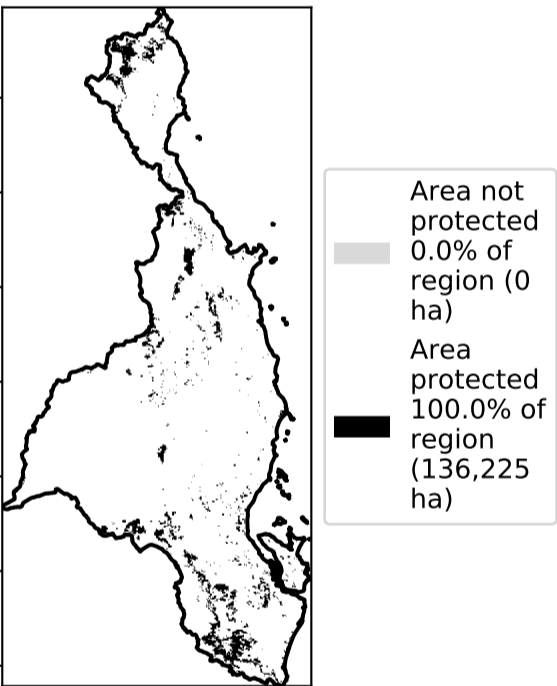 Area not
protected
0.0% of
region (0
ha)
Area
protected
100.0% of
region
(136,225
ha)